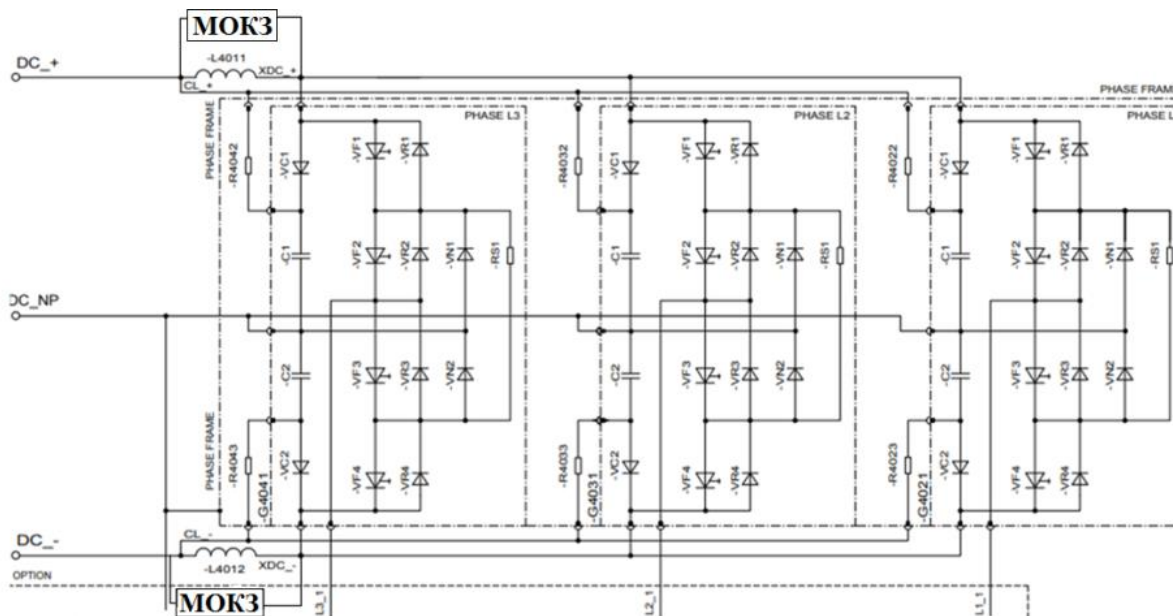 МОКЗ
-L4011
DC_+
XDC_+
CL_+
PHASE FRAME
PHASE FRAME
PHASE L3
PHASE L2
PHASE L
-R4042
-VC1
-VF1
-VR1
-R4032
-VC1
-VF1
-VR1
-R4022
-VC1
-VF1
-VR1
-C1
-VF2
-VR2
-VN1
-RS1
-C1
-VF2
-VR2
-VN1
-RS1
-C1
-VF2
-VR2
-VN1
-RS1
DC_NP
-C2
-VF3
-VR3
-VN2
-C2
-VF3
-VR3
-VN2
-C2
-VF3
-VR3
-VN2
PHASE FRAME
-R4043
-G4041
-VC2
-VF4
-VR4
-R4033
-G4031
-VC2
-VF4
-VR4
-R4023
-G4021
-VC2
-VF4
-VR4
CL_-
DC_-
-L4012
XDC_-
OPTION
МОКЗ
L3_1
L2_1
L1_1